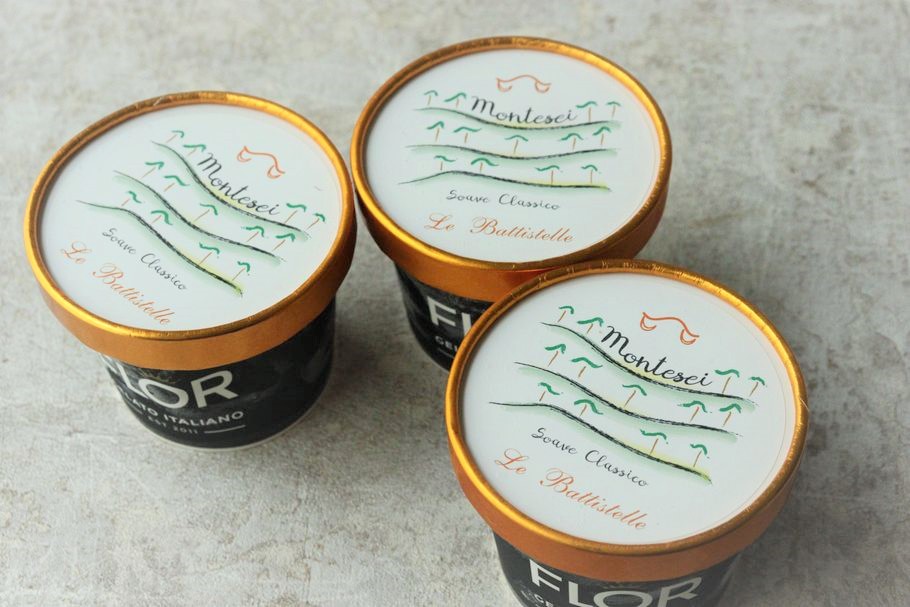 Montesei
Soave Classico
Le Battistelle
FLOR
GELATO ITALIANO
EST 2011
Montesei
Soave Classico
Le Battistelle
Montesei
Soave Classico
Le Battistelle
FLOR